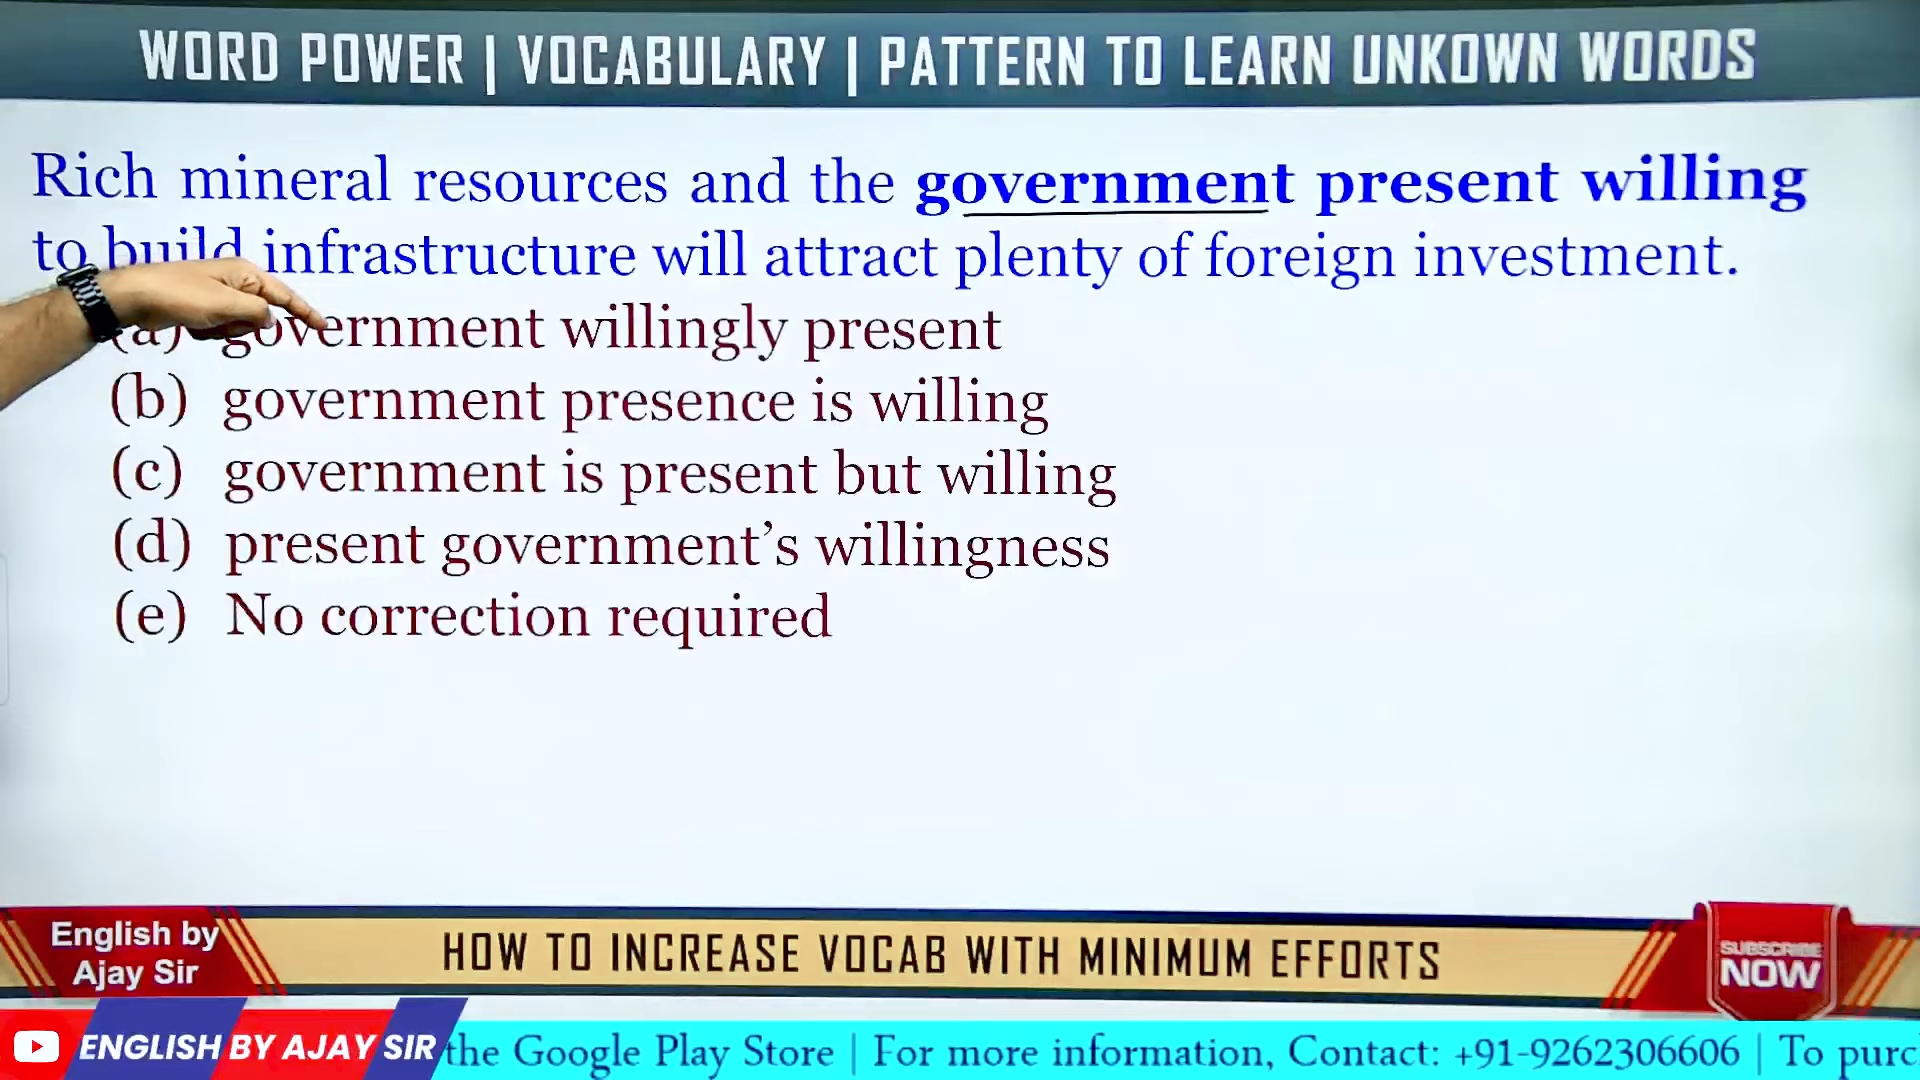 WORD POWER | VOCABULARY | PATTERN TO LEARN UNKOWN WORDS
Rich mineral resources and the government present willing
to build infrastructure will attract plenty of foreign investment.
(a) government willingly present
(b) government presence is willing
(c) government is present but willing
(d) present government's willingness
(e) No correction required
English by
Ajay Sir
HOW TO INCREASE VOCAB WITH MINIMUM EFFORTS
SUBSCRIBE
NOW
ENGLISH BY AJAY SIR
the Google Play Store | For more information, Contact: +91-9262306606 | To purc